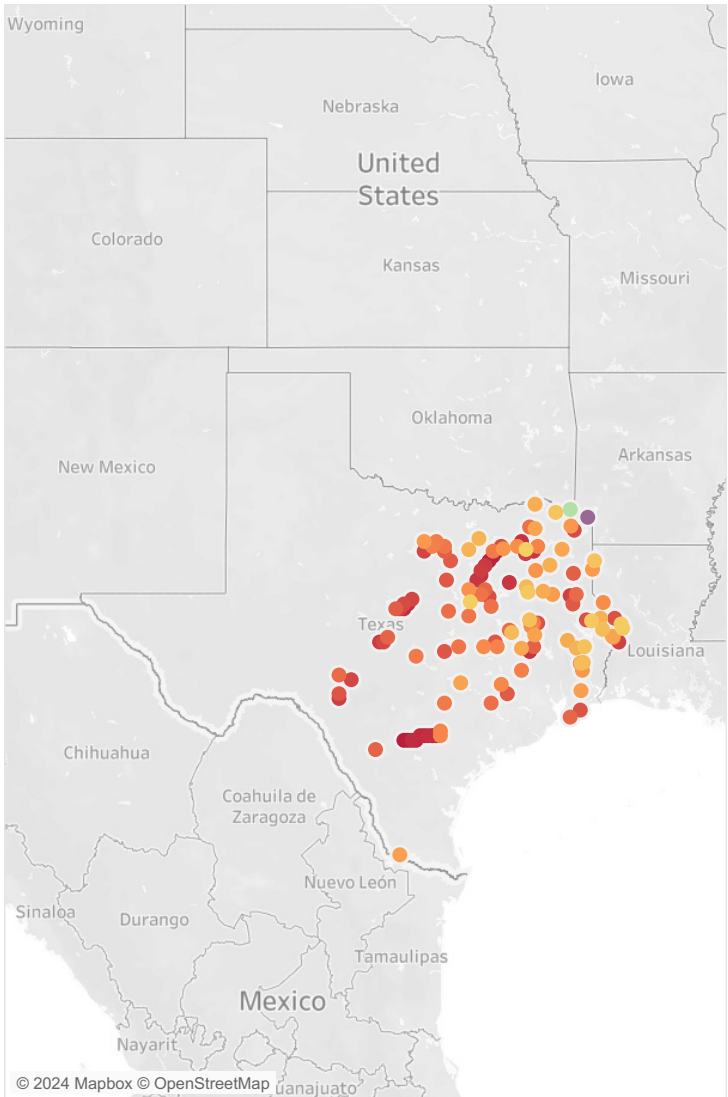 Wyoming
Iowa
Nebraska
United
States
Colorado
Kansas
Missouri
Oklahoma
Arkansas
New Mexico
Texas
Louisiana
Chihuahua
Coahuila de
Zaragoza
Nuevo León
Sinaloa
Durango
Tamaulipas
Mexico
Nayarit
© 2024 Mapbox © OpenStreetMap
uanajuato